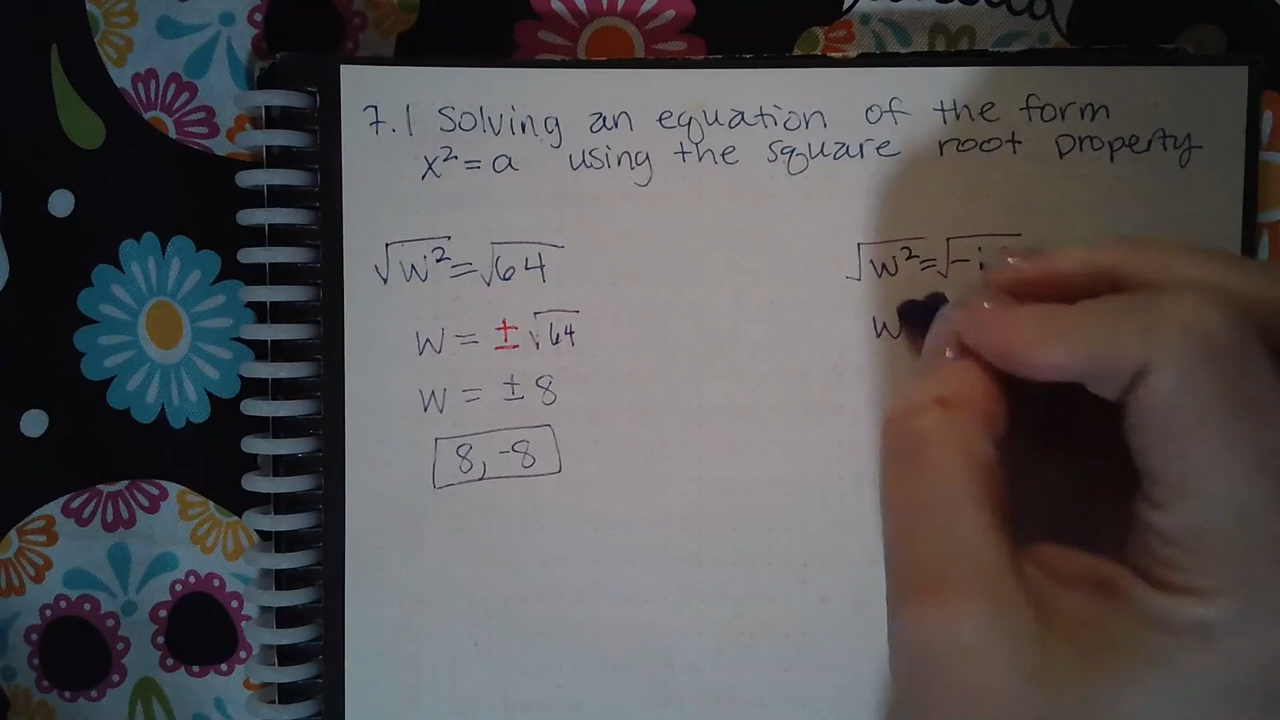 7.1 Solving an equation of the form
x² = a using the square root property
√w² = √64
w = ± √64
w = ± 8
8, -8
√w² = √-
w